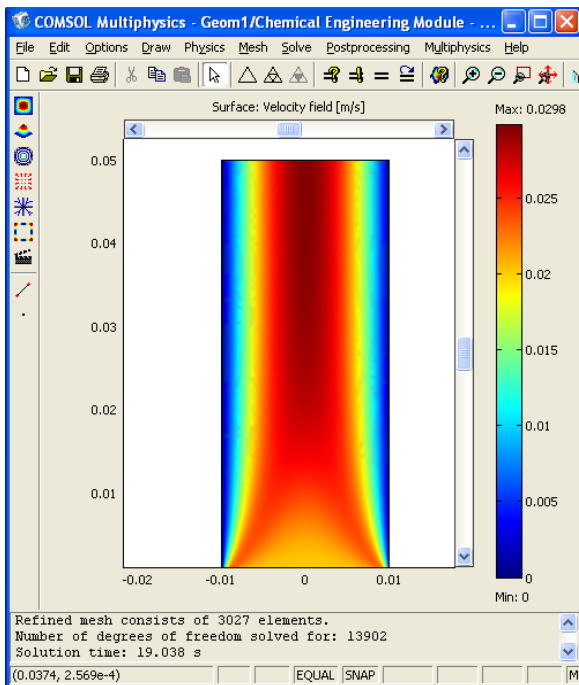 COMSOL Multiphysics - Geom1/Chemical Engineering Module - ...
File Edit Options Draw Physics Mesh Solve Postprocessing Multiphysics Help
Surface: Velocity field [m/s]
Max: 0.0298
0.05
0.04
0.03
0.02
0.01
-0.02 -0.01 0 0.01
0.025
0.02
0.015
0.01
0.005
0
Min: 0
Refined mesh consists of 3027 elements.
Number of degrees of freedom solved for: 13902
Solution time: 19.038 s
(0.0374, 2.569e-4) EQUAL SNAP M